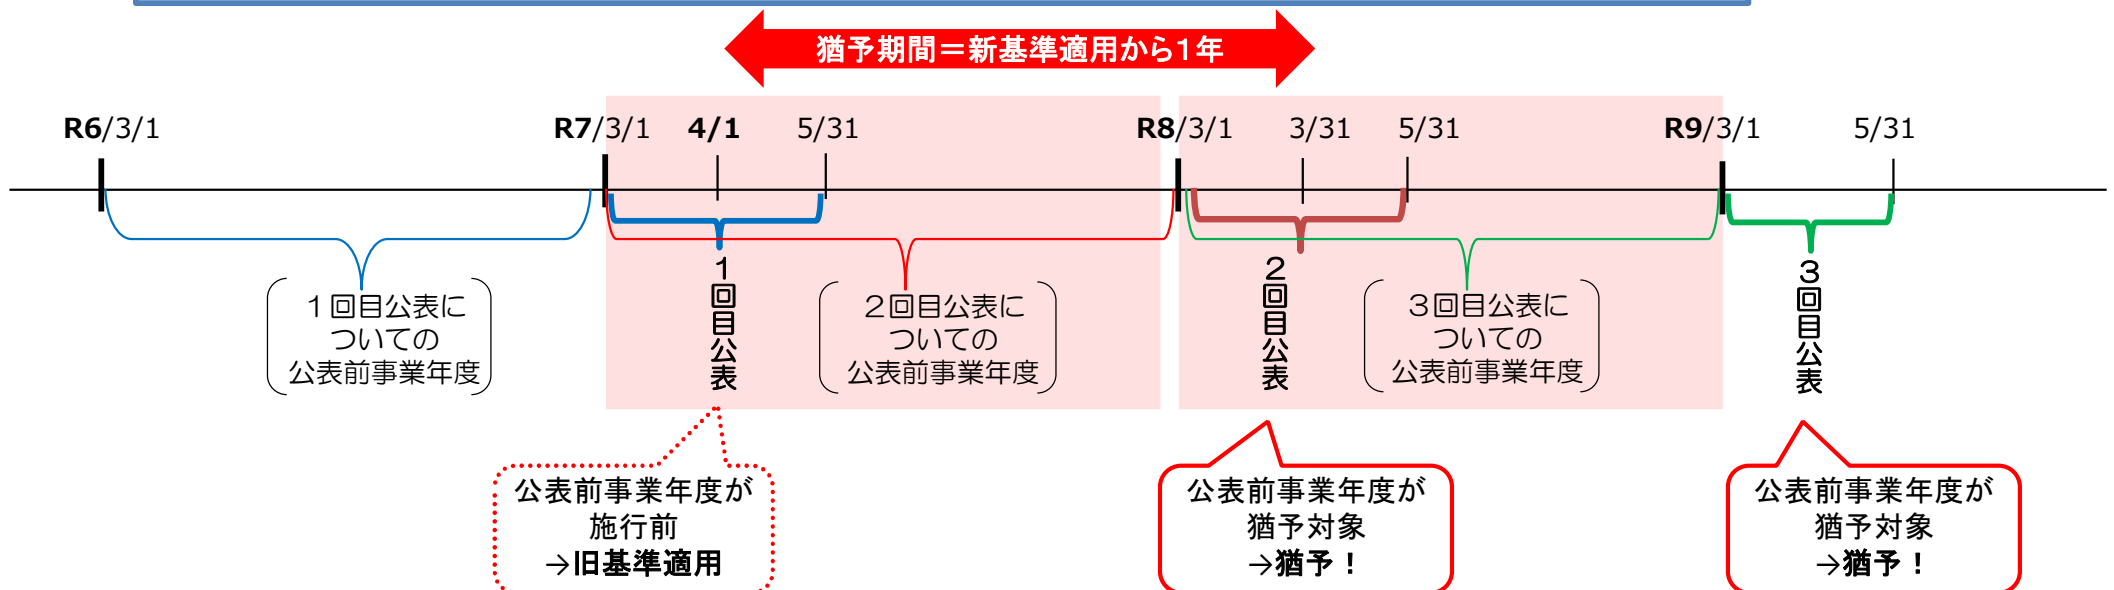 猶予期間＝新基準適用から1年
R6/3/1
R7/3/1
4/1
5/31
R8/3/1
3/31
5/31
R9/3/1
5/31
１回目公表に
ついての
公表前事業年度
１回目公表
２回目公表に
ついての
公表前事業年度
２回目公表
３回目公表に
ついての
公表前事業年度
３回目公表
公表前事業年度が
施行前
→旧基準適用
公表前事業年度が
猶予対象
→猶予！
公表前事業年度が
猶予対象
→猶予！